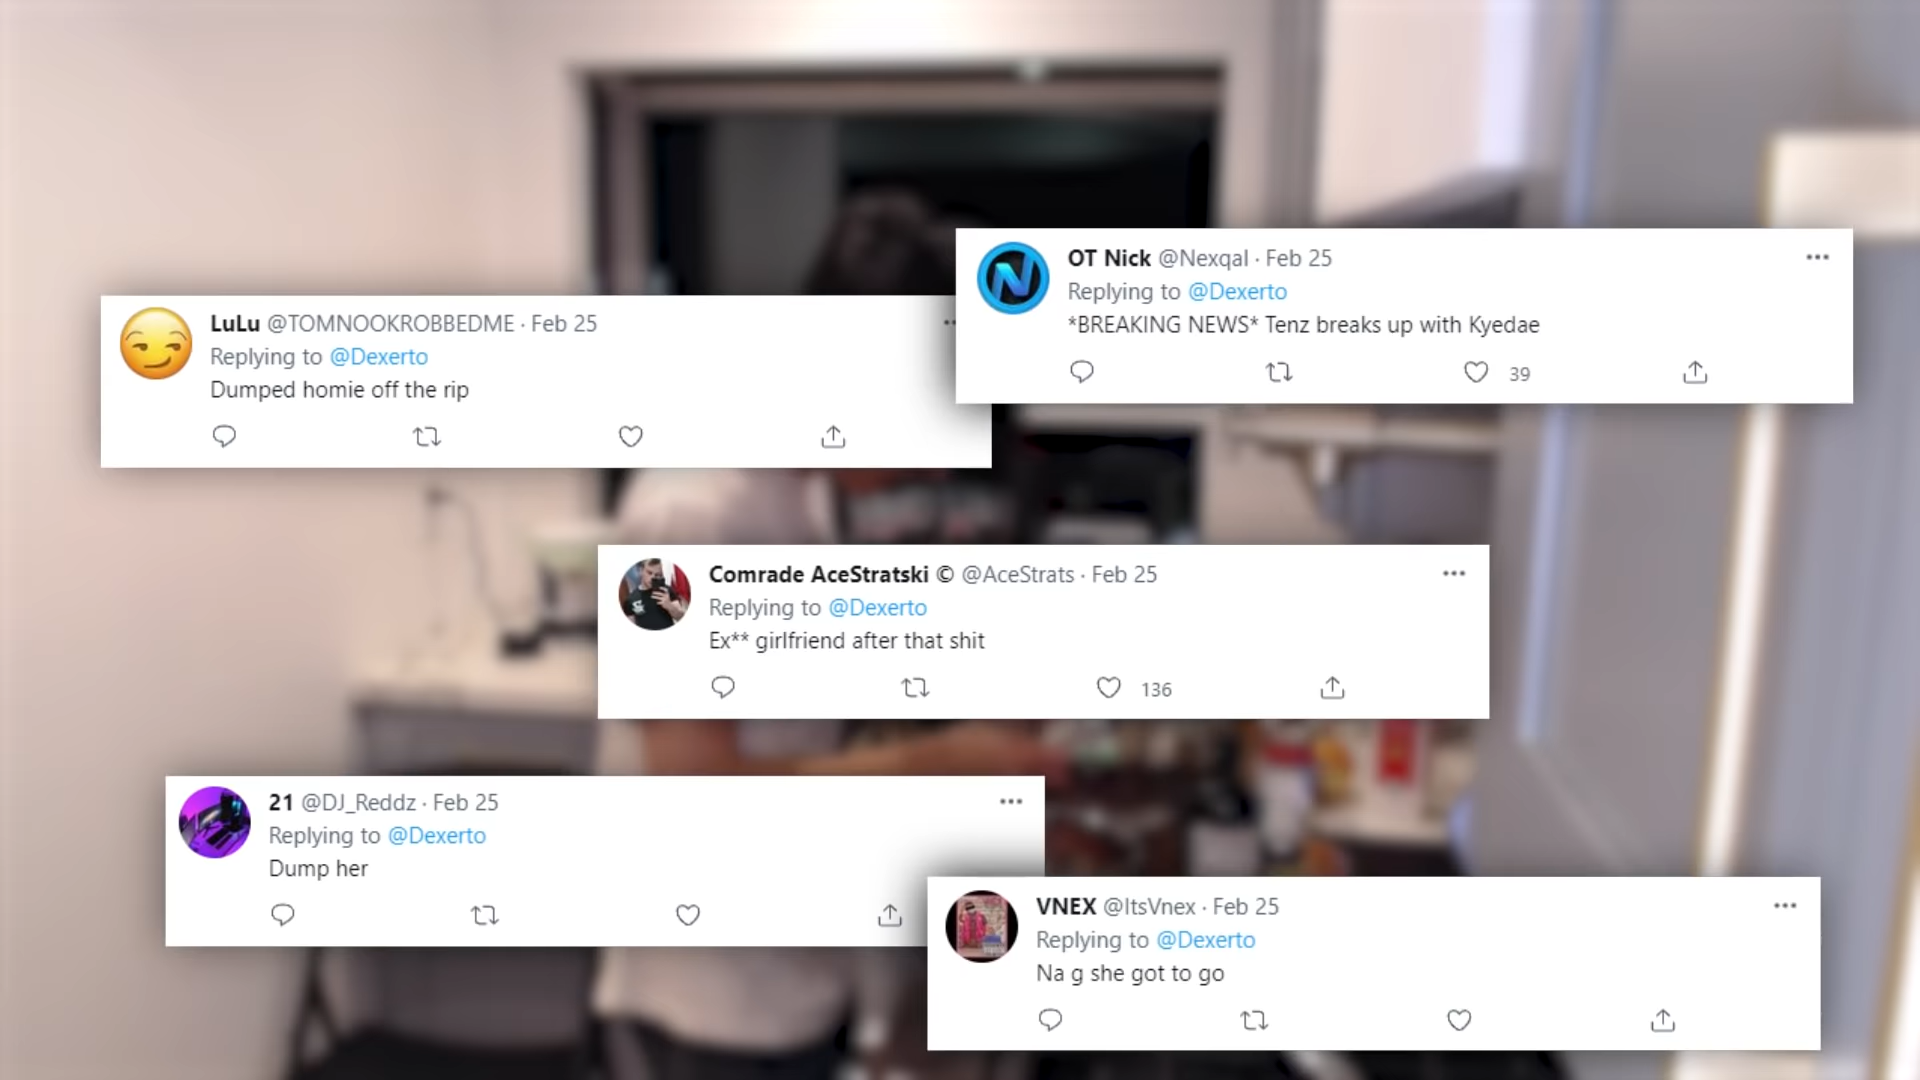 OT Nick @Nexqal · Feb 25
Replying to @Dexerto
*BREAKING NEWS* Tenz breaks up with Kyedae
39
LuLu @TOMNOOKROBBEDME · Feb 25
Replying to @Dexerto
Dumped homie off the rip
Comrade AceStratski © @AceStrats · Feb 25
Replying to @Dexerto
Ex** girlfriend after that shit
136
21 @DJ_Reddz · Feb 25
Replying to @Dexerto
Dump her
VNEX @ItsVnex · Feb 25
Replying to @Dexerto
Na g she got to go